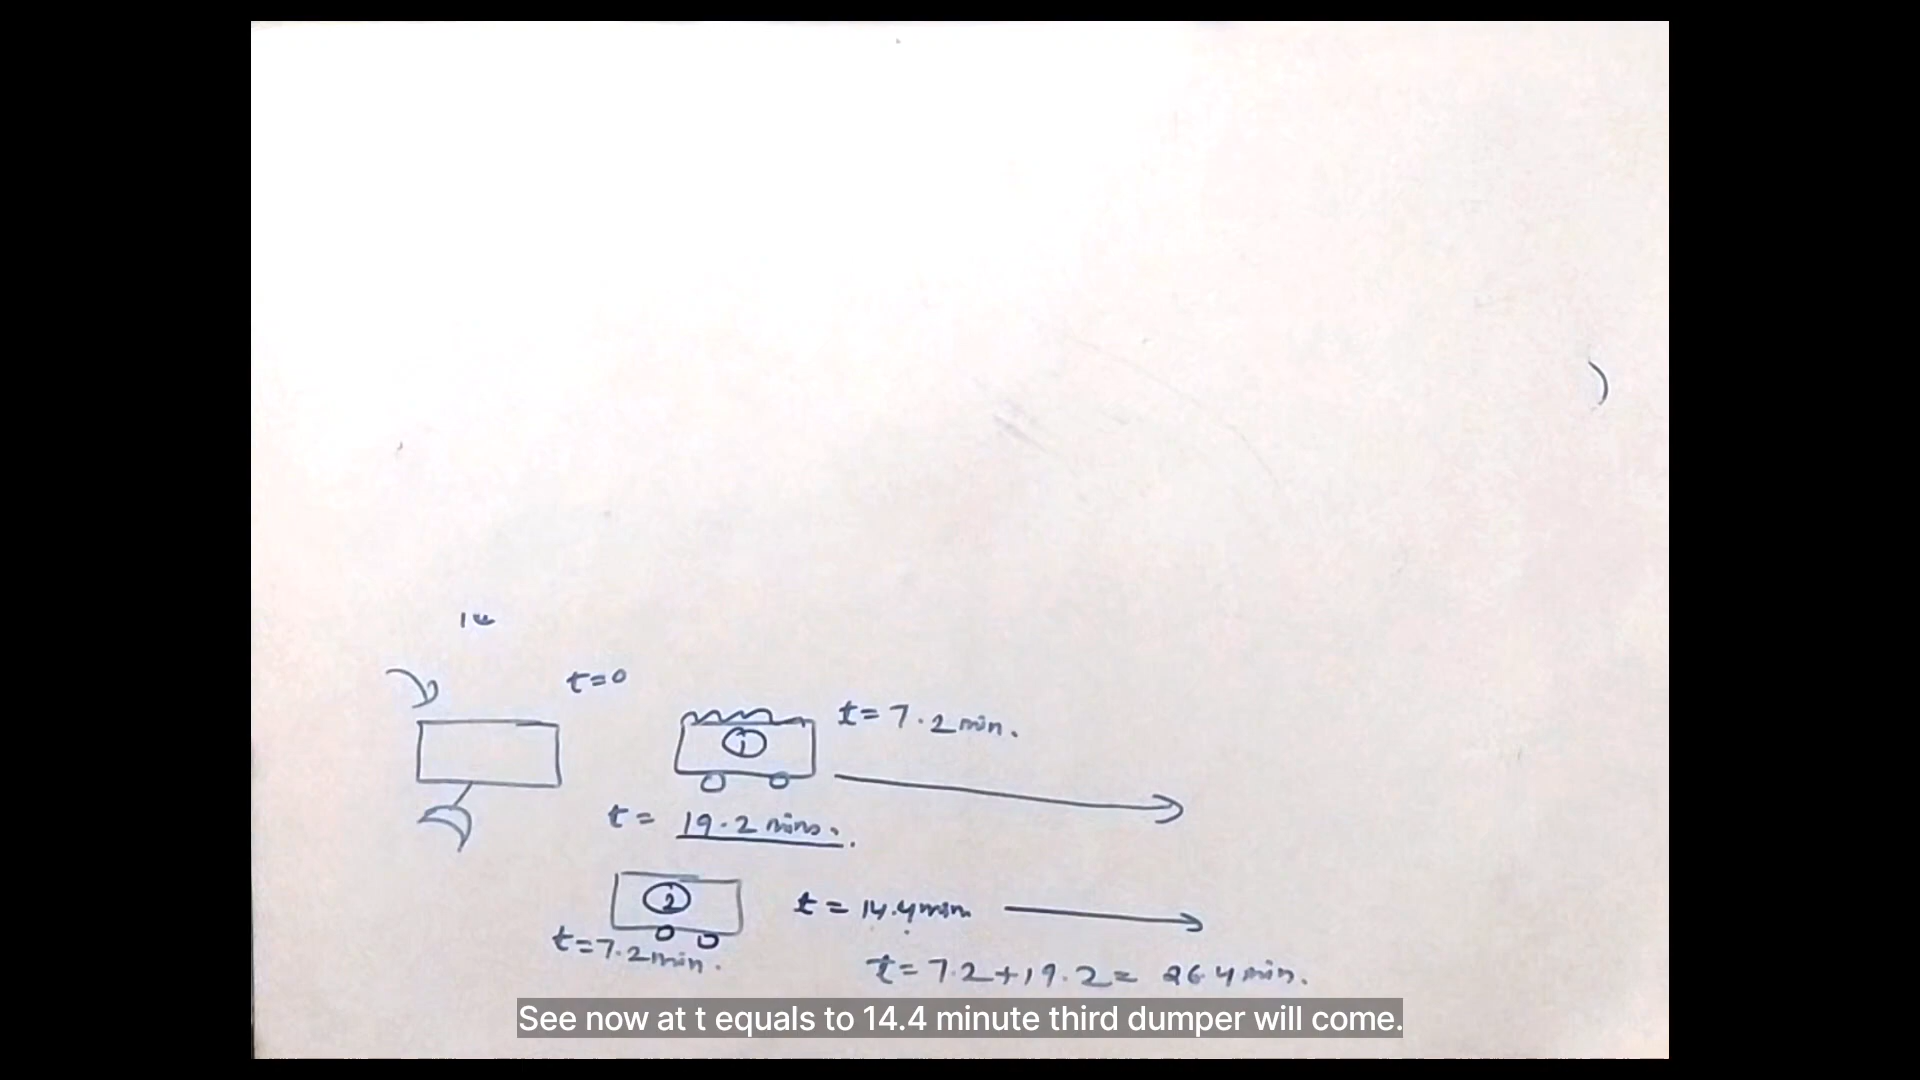 t=0
t= 7.2 min.
1
t= 19.2 mins.
2
t = 14.4 min
t=7.2 min.
t= 7.2+19.2= 26.4 min.
See now at t equals to 14.4 minute third dumper will come.